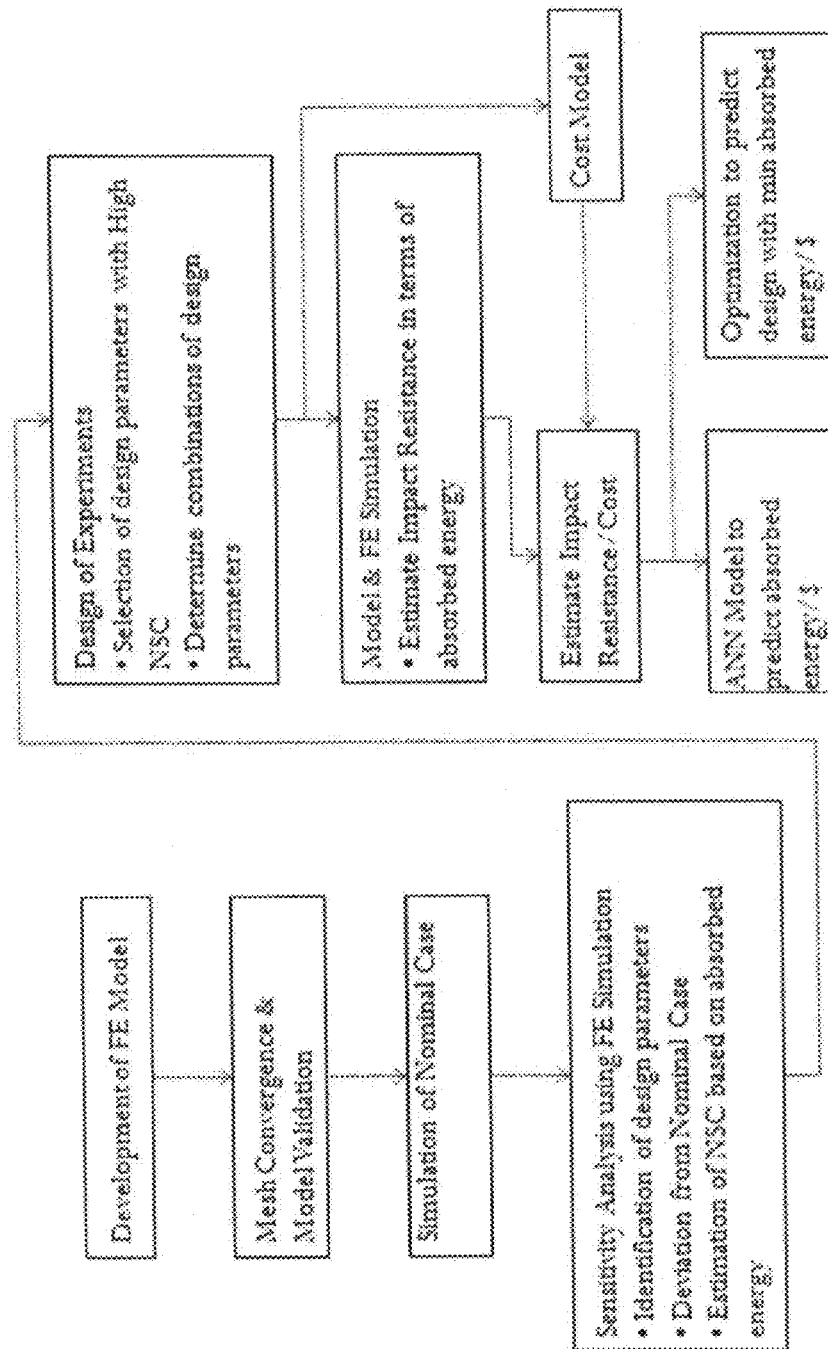 Development of FE Model
Mesh Convergence &
Model Validation
Simulation of Nominal Case
Sensitivity Analysis using FE Simulation
• Identification of design parameters
• Deviation from Nominal Case
• Estimation of NSC based on absorbed
energy
Design of Experiments
• Selection of design parameters with High
NSC
• Determine combinations of design
parameters
Model & FE Simulation
• Estimate Impact Resistance in terms of
absorbed energy
Cost Model
Estimate Impact
Resistance / Cost
ANN Model to
predict absorbed
energy/ $
Optimization to predict
design with min absorbed
energy/ $